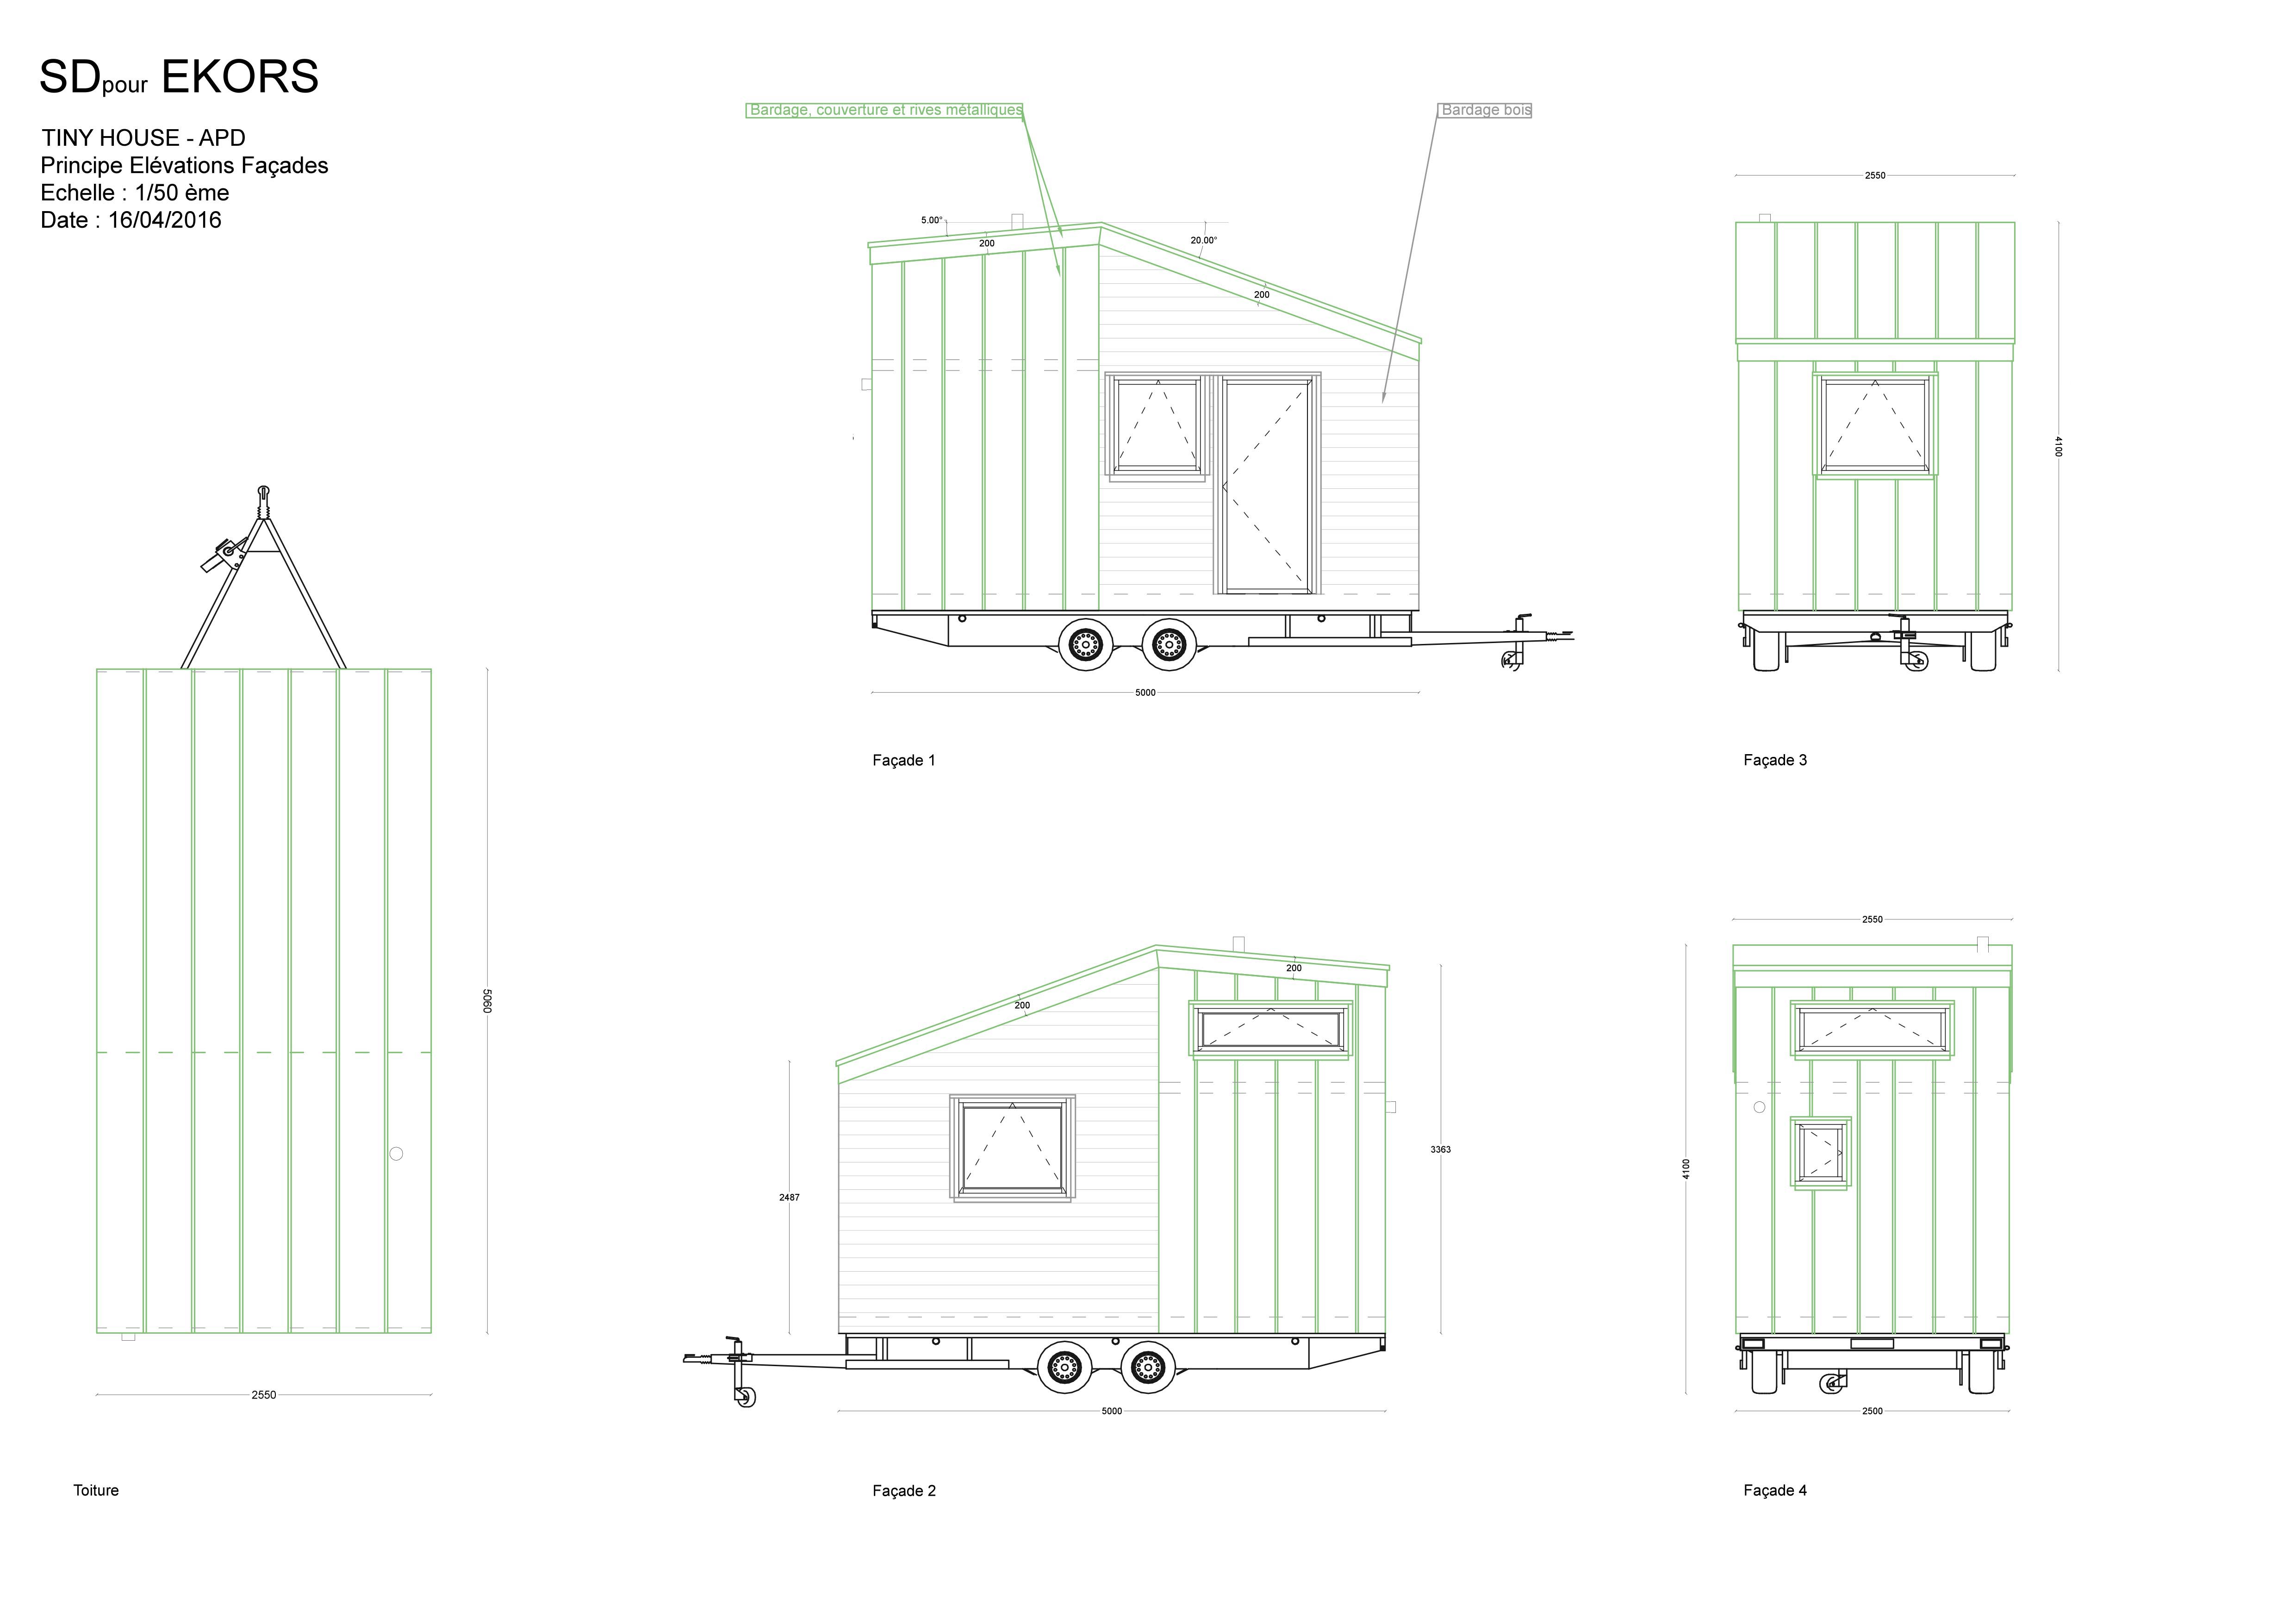 SDpour EKORS
TINY HOUSE - APD
Principe Elévations Façades
Echelle : 1/50 ème
Date : 16/04/2016
Bardage, couverture et rives métalliques
Bardage bois
5.00°
200
20.00°
200
5000
Façade 1
2550
4100
Façade 3
5060
2550
Toiture
200
200
2487
3363
5000
Façade 2
2550
4100
2500
Façade 4